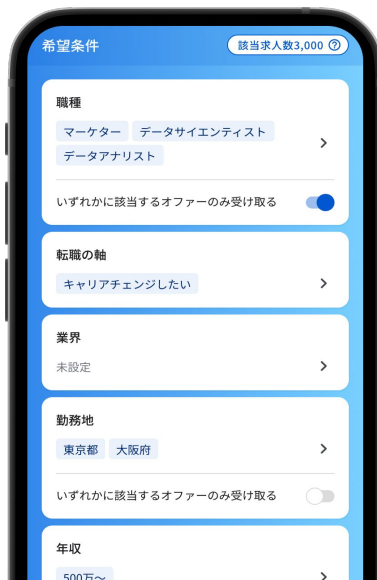 希望条件
該当求人数3,000 ?
職種
マーケター データサイエンティスト
データアナリスト
いずれかに該当するオファーのみ受け取る
転職の軸
キャリアチェンジしたい
業界
未設定
勤務地
東京都 大阪府
いずれかに該当するオファーのみ受け取る
年収
500万〜